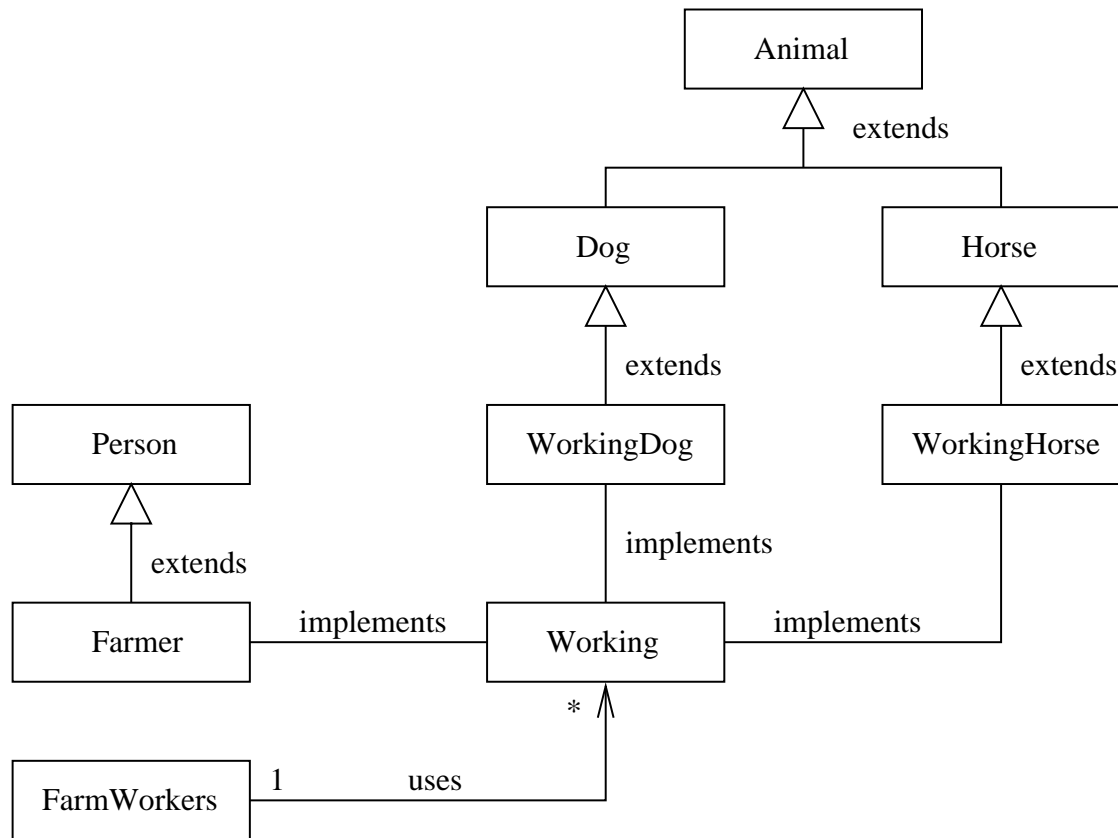 Animal
extends
Dog
Horse
extends
extends
Person
WorkingDog
WorkingHorse
extends
implements
Farmer
implements
Working
implements
*
FarmWorkers
1
uses